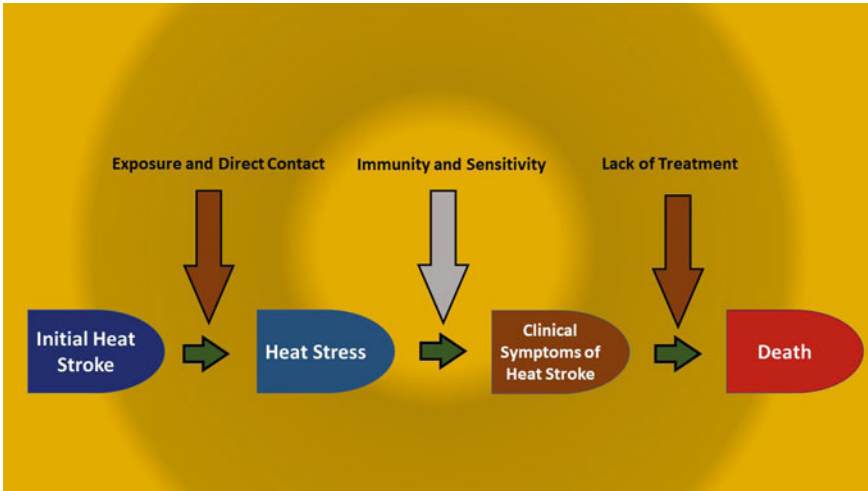 Exposure and Direct Contact
Immunity and Sensitivity
Lack of Treatment
Initial Heat
Stroke
Heat Stress
Clinical
Symptoms of
Heat Stroke
Death